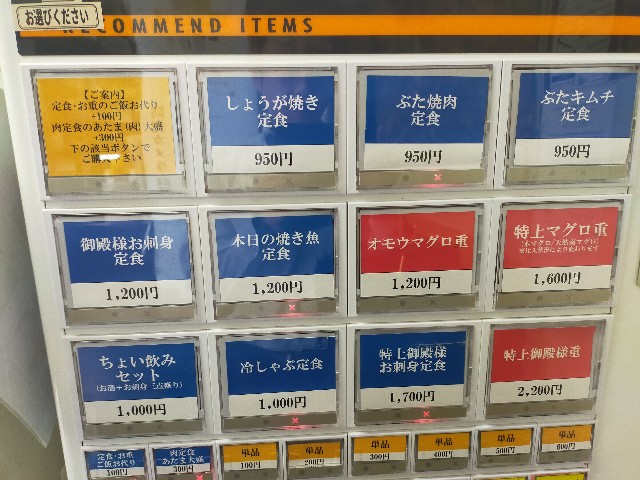 お選びください
RECOMMEND ITEMS
【ご案内】
定食・お重のご飯お代り
+100円
肉定食のあたま(肉)大盛
+300円
下の該当ボタンで
ご購入下さい
しょうが焼き
定食
950円
ぶた焼肉
定食
950円
ぶたキムチ
定食
950円
御殿様お刺身
定食
1,200円
本日の焼き魚
定食
1,200円
オモウマグロ重
1,200円
特上マグロ重
1,600円
ちょい飲み
セット
1,000円
冷しゃぶ定食
1,000円
特上御殿様
お刺身定食
1,700円
特上御殿様重
2,200円
定食・お重
ご飯お代り
100円
肉定食
あたま大盛
300円
単品
100円
単品
200円
単品
300円
単品
400円
単品
500円
単品
600円